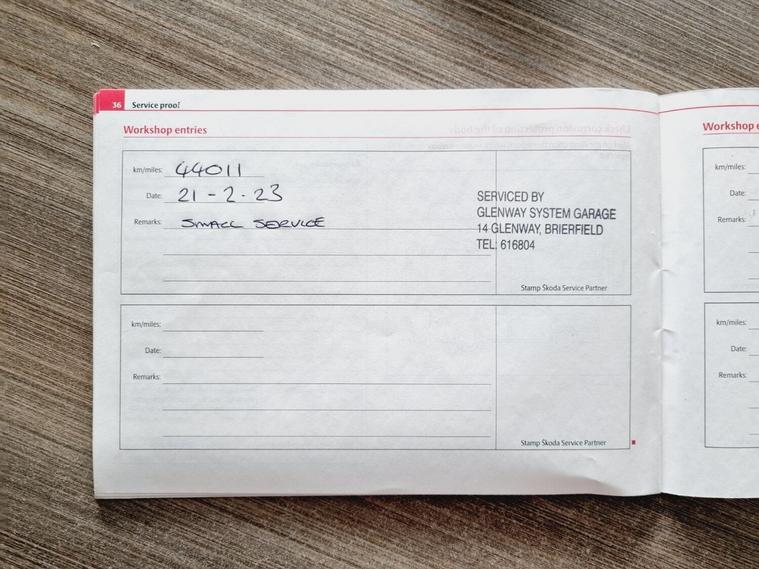 36 Service proof
Workshop entries
km/miles: 44011
Date: 21-2-23
Remarks: SMALL SERVICE
SERVICED BY
GLENWAY SYSTEM GARAGE
14 GLENWAY, BRIERFIELD
TEL: 616804
Stamp Škoda Service Partner
km/miles:
Date:
Remarks:
Stamp Škoda Service Partner
Workshop
km/miles:
Date:
Remarks:
km/miles:
Date:
Remarks: